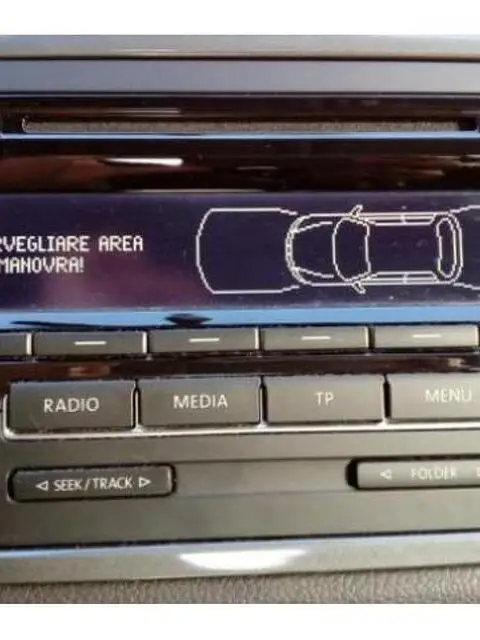 RVEGLIARE AREA
MANOVRA!
RADIO
MEDIA
TP
MENU
◁ SEEK/TRACK ▷
◁ FOLDER